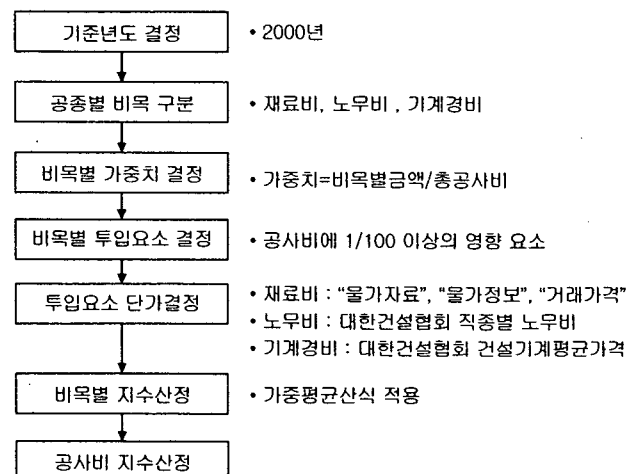 기준년도 결정
• 2000년
공종별 비목 구분
• 재료비, 노무비 , 기계경비
비목별 가중치 결정
• 가중치=비목별금액/총공사비
비목별 투입요소 결정
• 공사비에 1/100 이상의 영향 요소
투입요소 단가결정
• 재료비 : “물가자료”, “물가정보”, “거래가격”
• 노무비 : 대한건설협회 직종별 노무비
• 기계경비 : 대한건설협회 건설기계평균가격
비목별 지수산정
• 가중평균산식 적용
공사비 지수산정